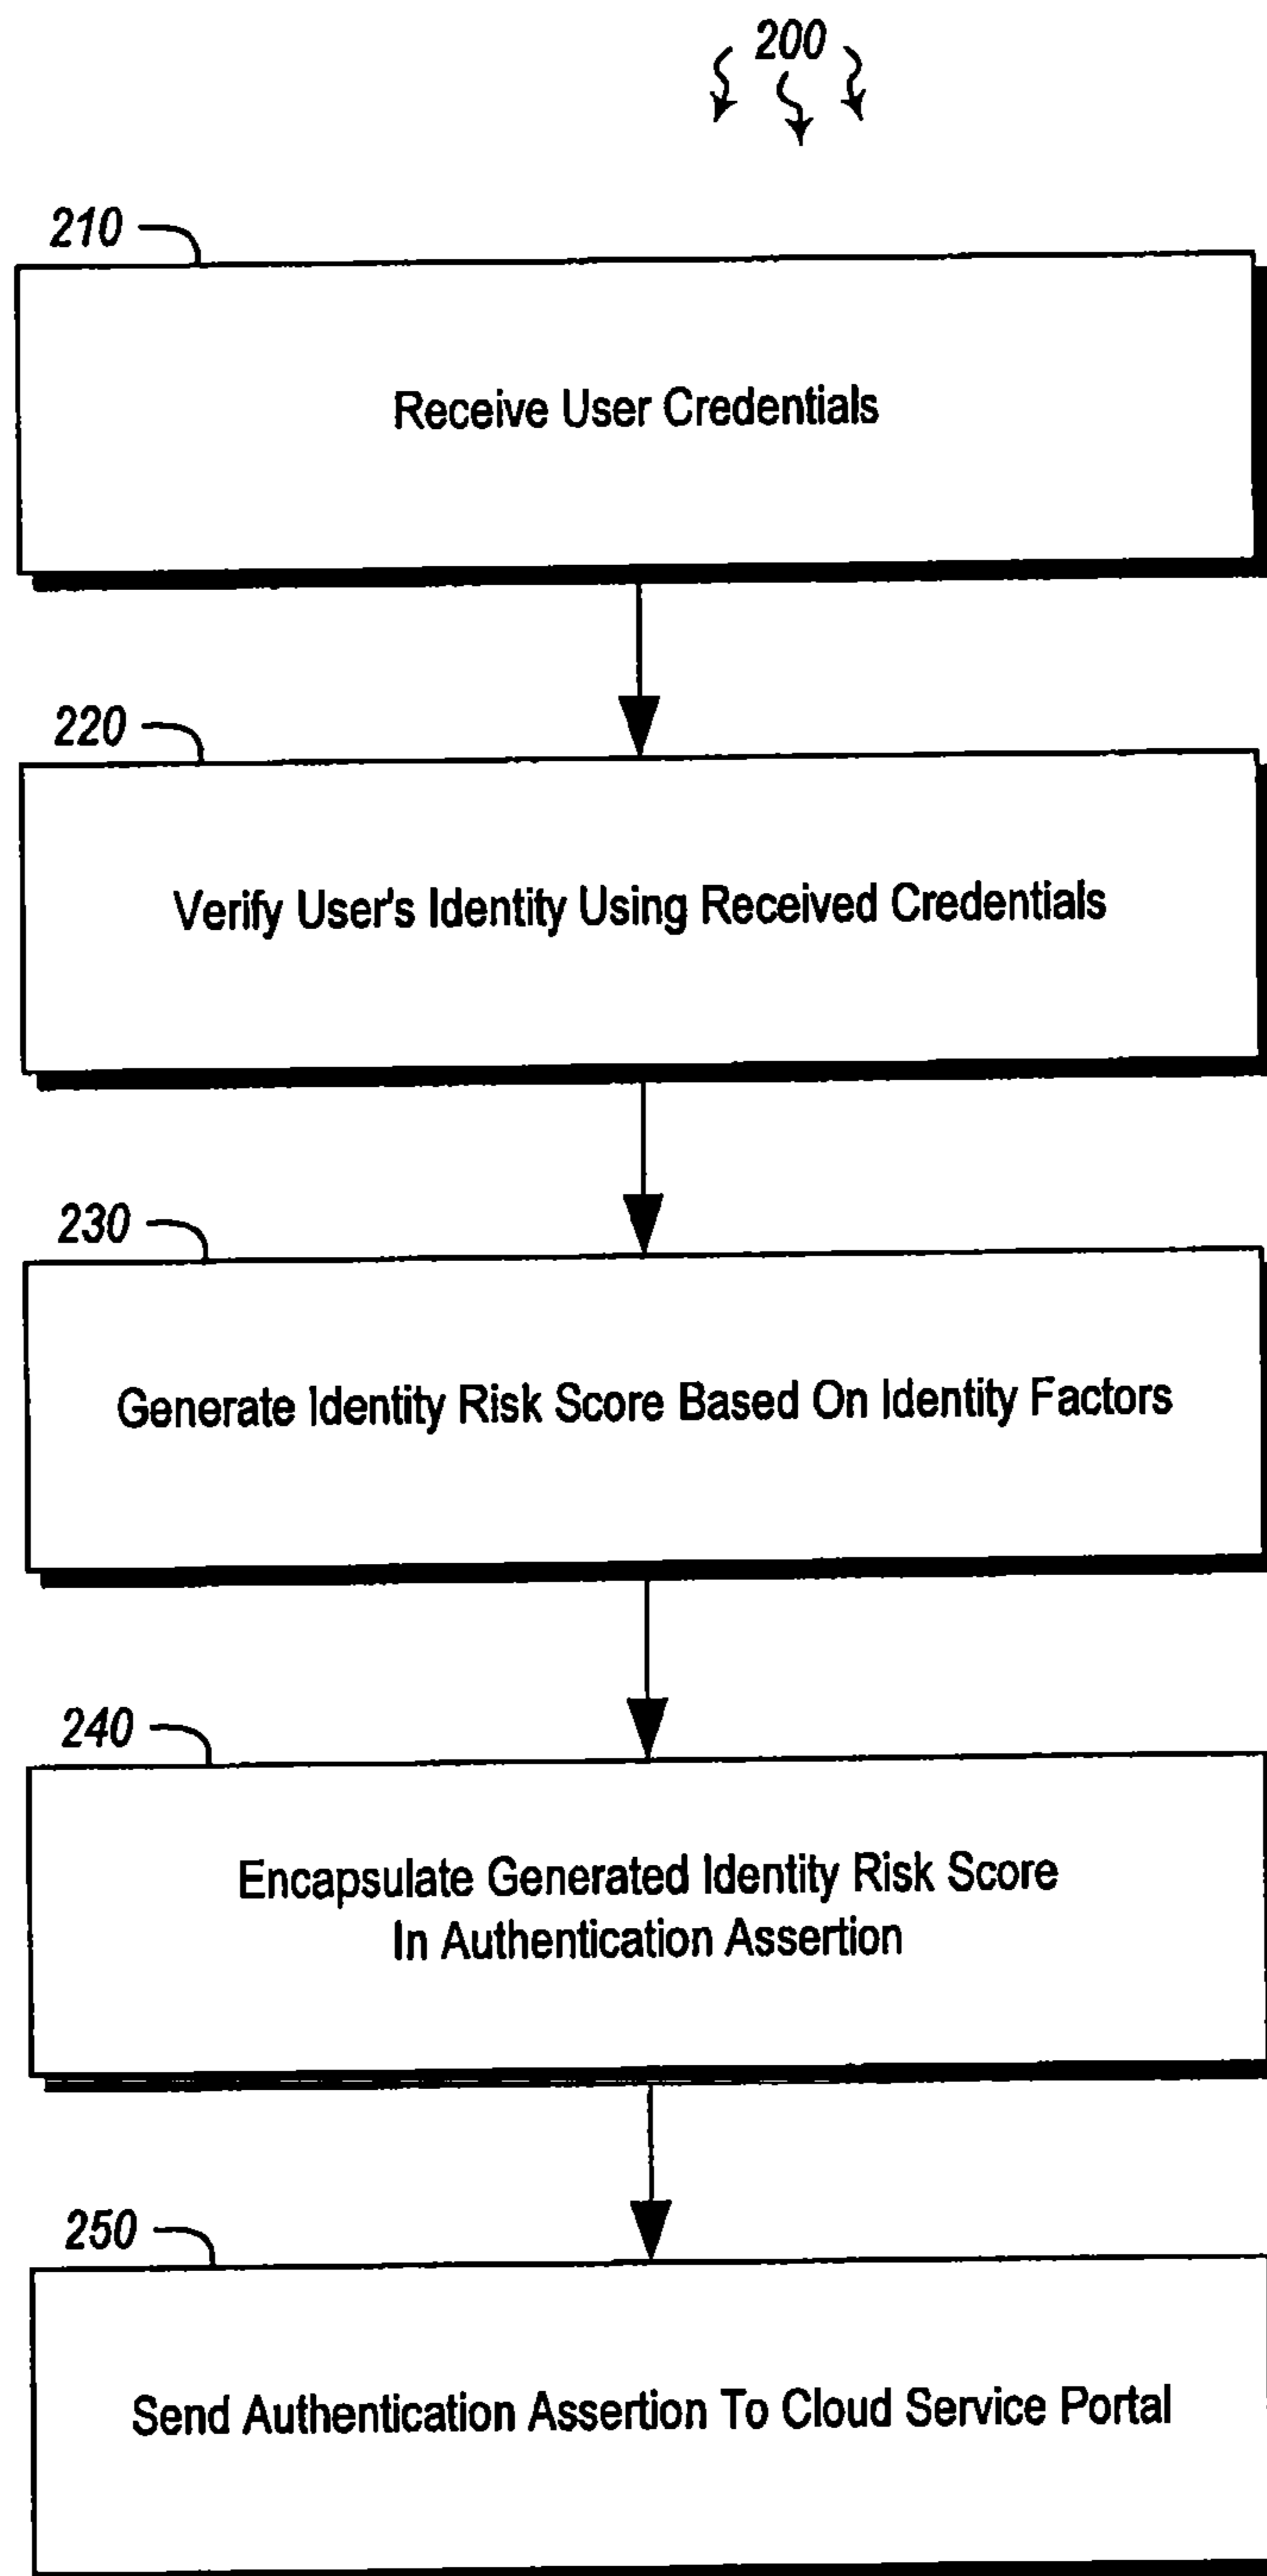 200
210
Receive User Credentials
220
Verify User's Identity Using Received Credentials
230
Generate Identity Risk Score Based On Identity Factors
240
Encapsulate Generated Identity Risk Score
In Authentication Assertion
250
Send Authentication Assertion To Cloud Service Portal